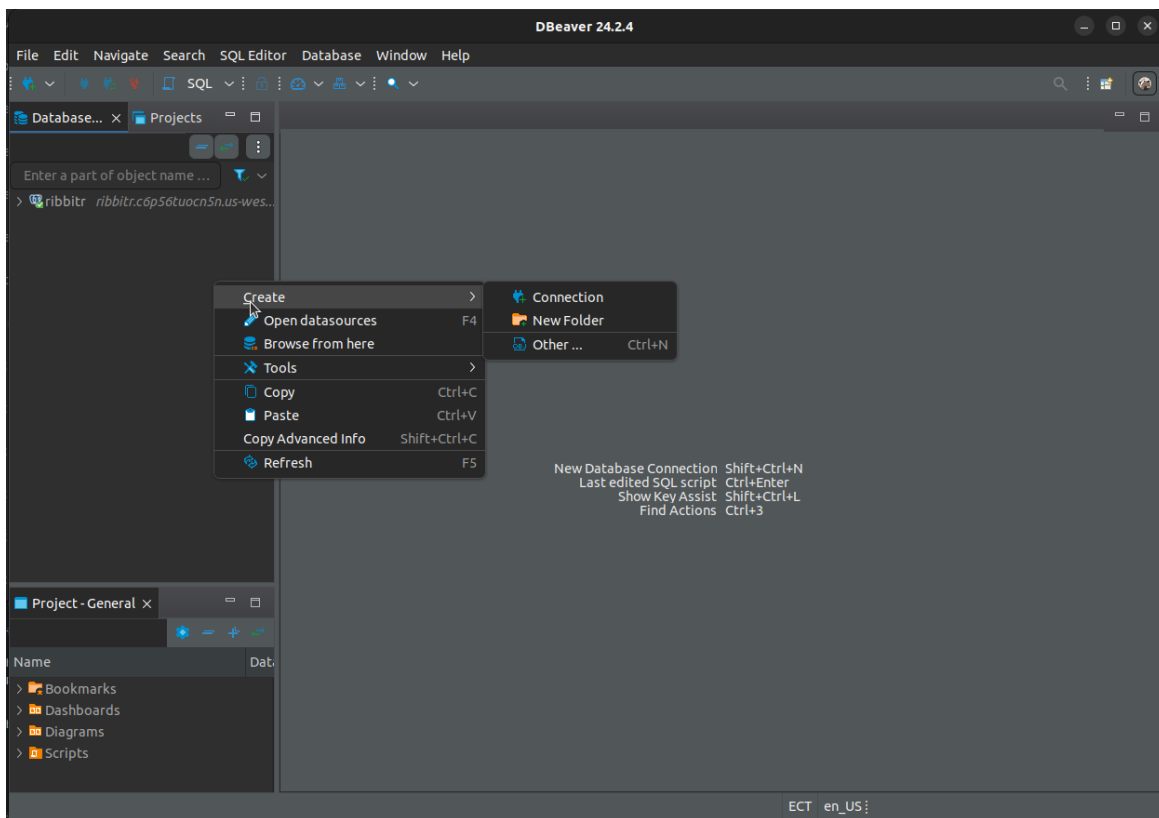 DBeaver 24.2.4
File Edit Navigate Search SQL Editor Database Window Help
SQL
Database... Projects
Enter a part of object name ...
ribbitr ribbitr.c6p56tuocn5n.us-wes...
Create
Open datasources F4
Browse from here
Tools
Copy Ctrl+C
Paste Ctrl+V
Copy Advanced Info Shift+Ctrl+C
Refresh F5
Connection
New Folder
Other ... Ctrl+N
New Database Connection Shift+Ctrl+N
Last edited SQL script Ctrl+Enter
Show Key Assist Shift+Ctrl+L
Find Actions Ctrl+3
Project - General
Name Data
Bookmarks
Dashboards
Diagrams
Scripts
ECT en_US